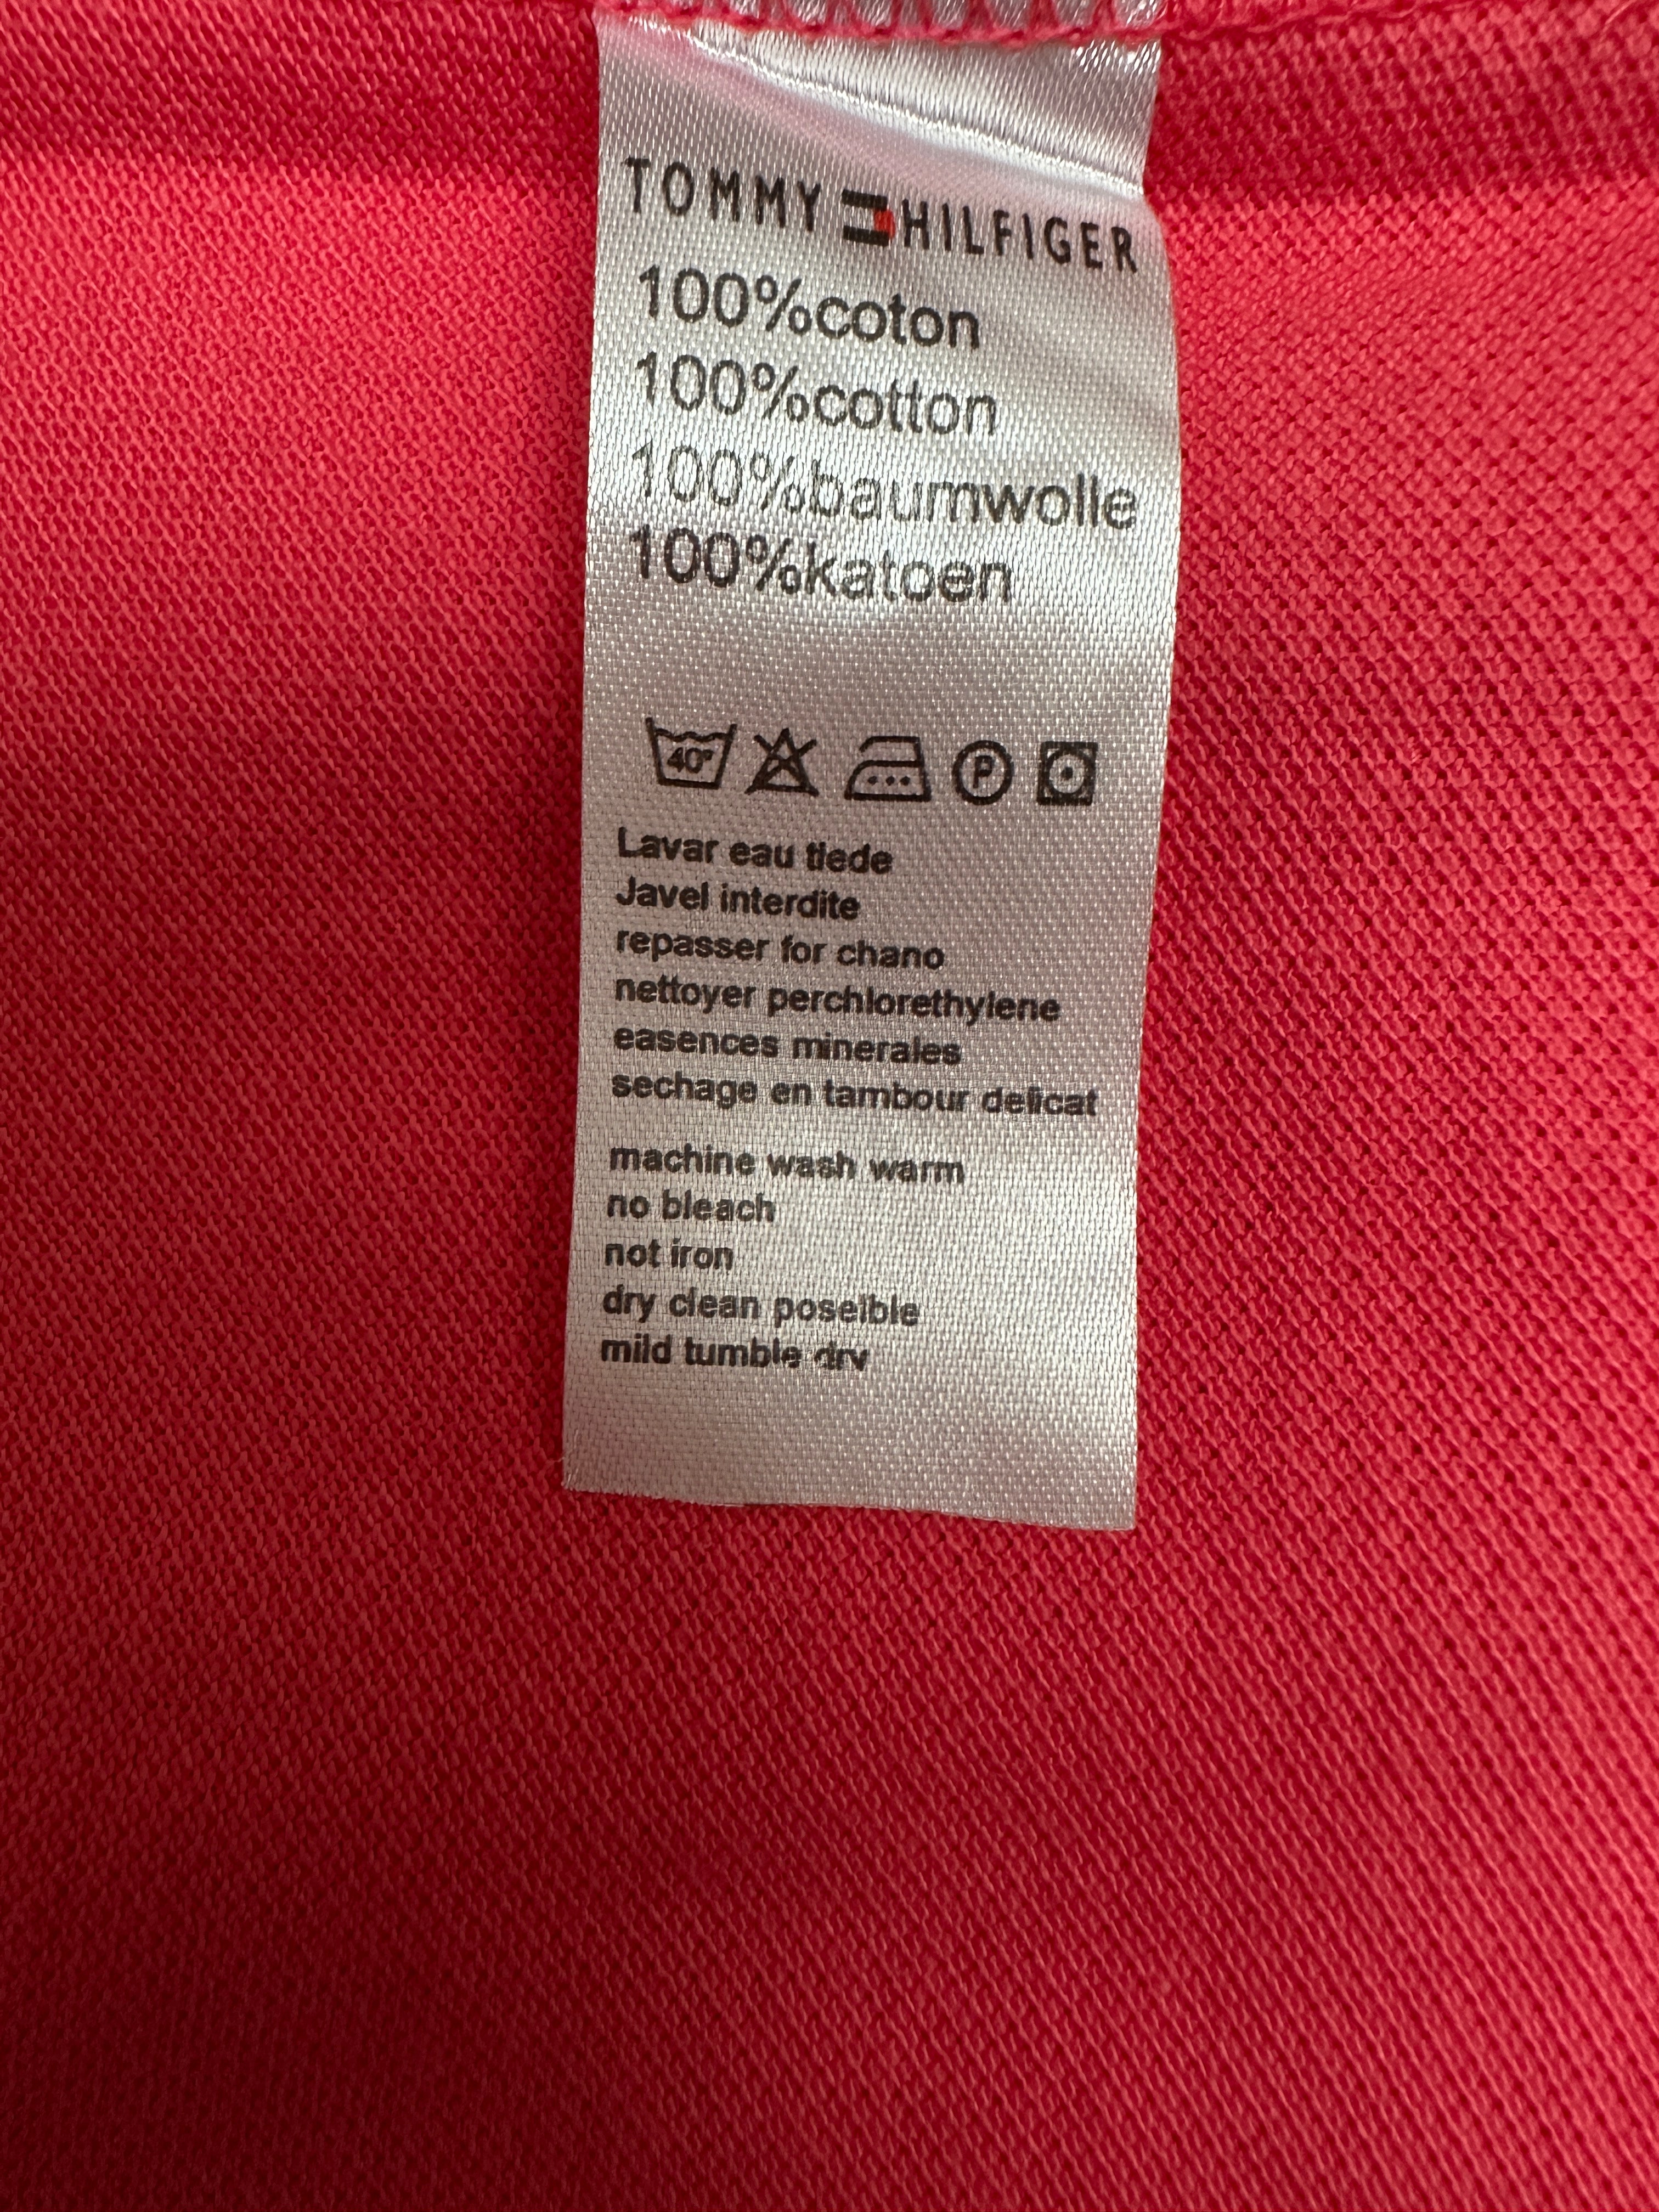 TOMMY HILFIGER
100%coton
100%cotton
100%baumwolle
100%katoen
40° P
Lavar eau tlede
Javel interdite
repasser for chano
nettoyer perchlorethylene
easences minerales
sechage en tambour delicat
machine wash warm
no bleach
not iron
dry clean poseible
mild tumble dry